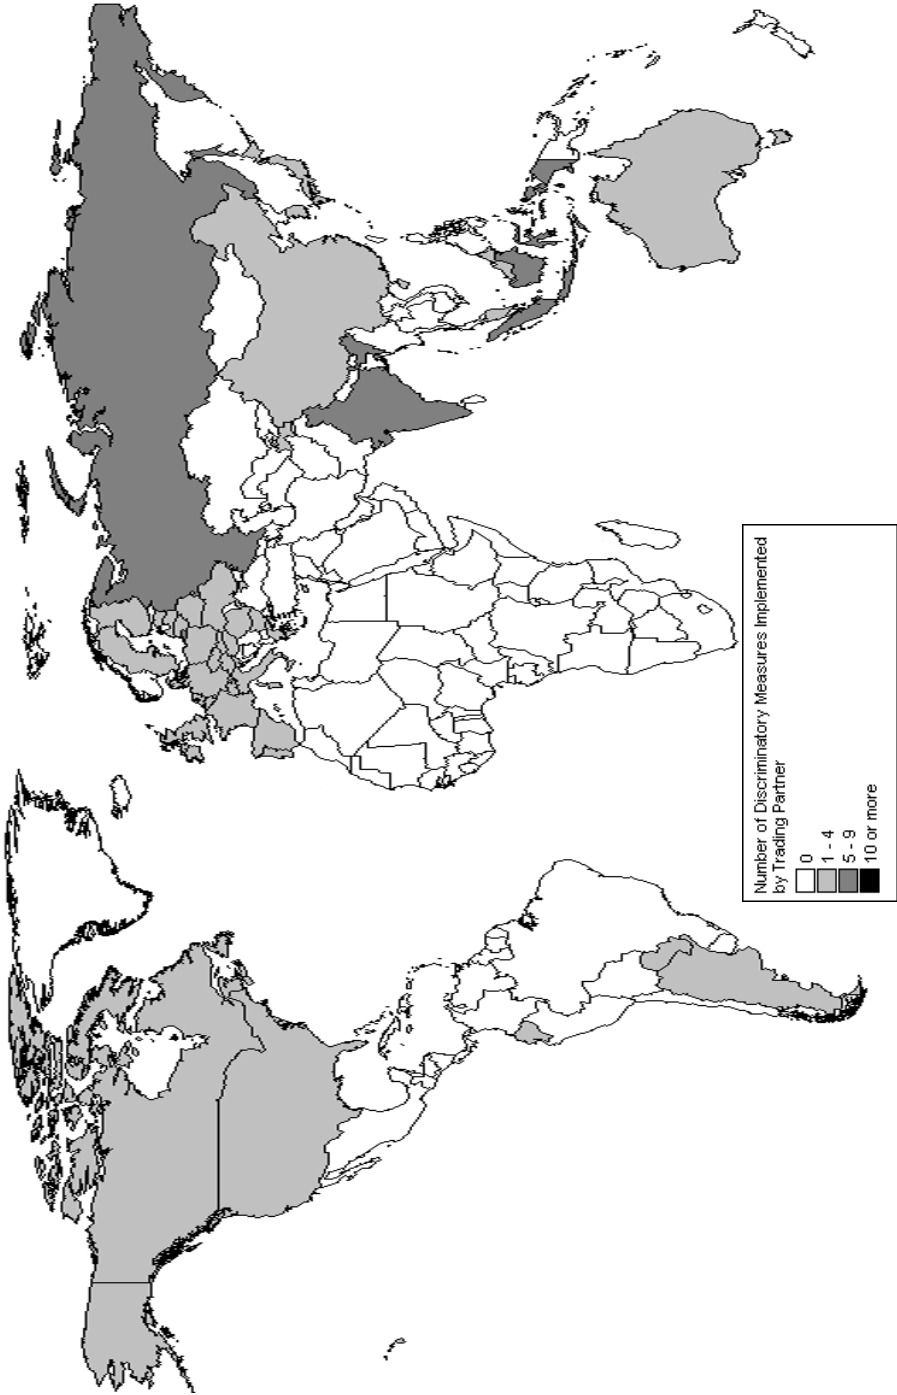 Number of Discriminatory Measures Implemented
by Trading Partner
0
1 - 4
5 - 9
10 or more